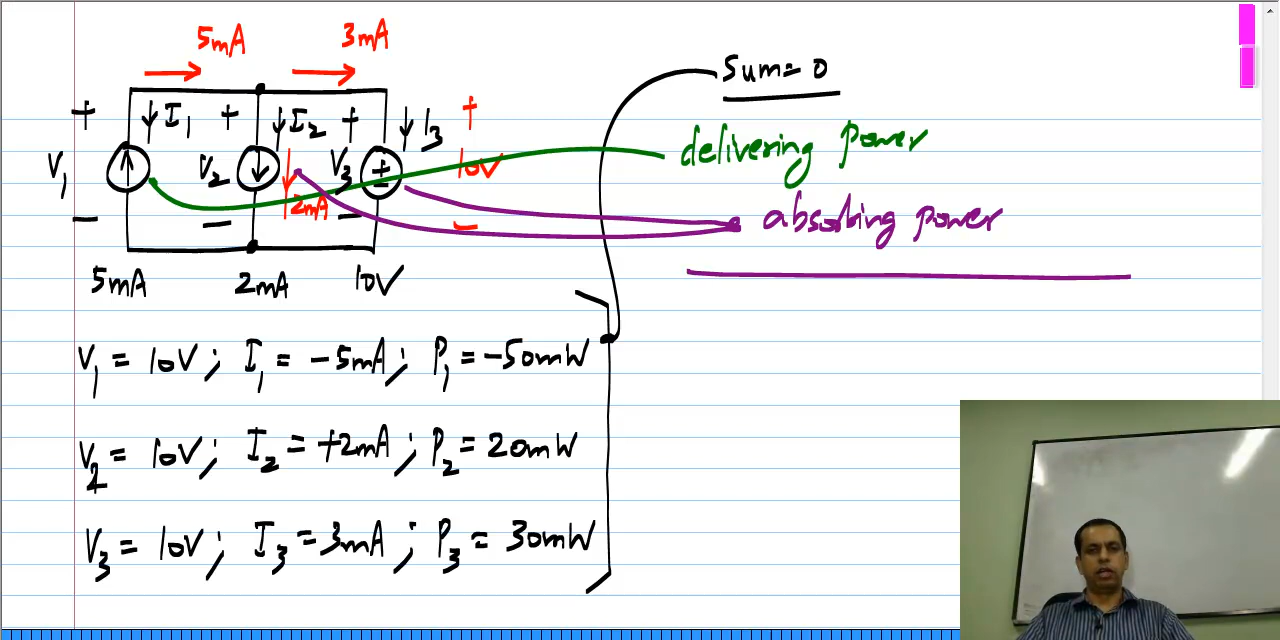 5mA 3mA
Sum = 0
+ ↓ I₁ + ↓ I₂ + ↓ I₃ +
delivering power
V₁ V₂ V₃ ± 10V
2mA
absorbing power
− − − −
5mA 2mA 10V
V₁ = 10V ; I₁ = −5mA ; P₁ = −50mW
V₂ = 10V ; I₂ = +2mA ; P₂ = 20mW
V₃ = 10V ; I₃ = 3mA ; P₃ = 30mW